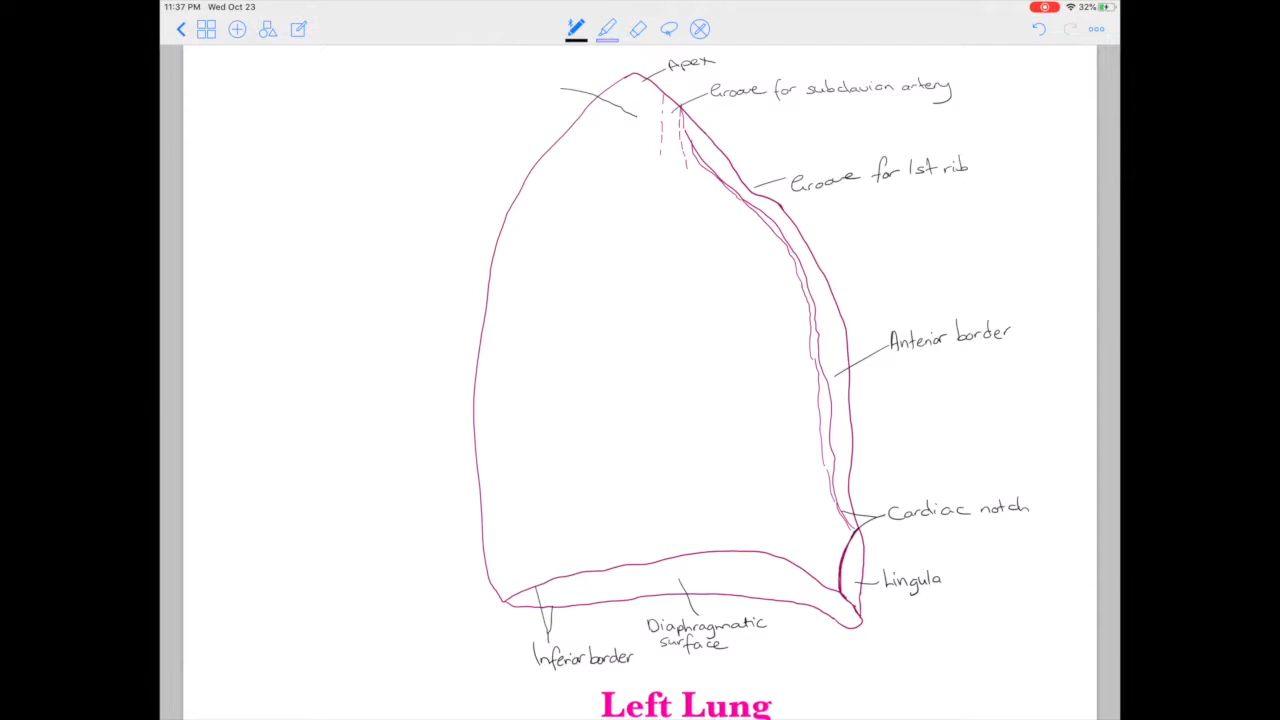 11:37 PM Wed Oct 23
32%
Apex
Groove for subclavian artery
Groove for 1st rib
Anterior border
Cardiac notch
Lingula
Diaphragmatic
surface
Inferior border
Left Lung